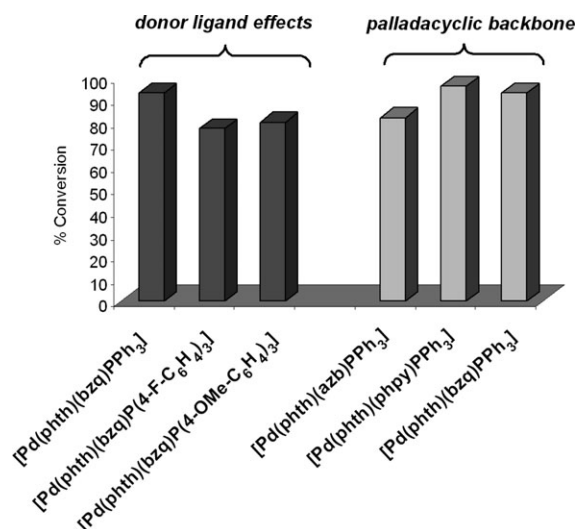 donor ligand effects
palladacyclic backbone
% Conversion
100
90
80
70
60
50
40
30
20
10
0
[Pd(phth)(bzq)PPh3]
[Pd(phth)(bzq)P(4-F-C6H4)3]
[Pd(phth)(bzq)P(4-OMe-C6H4)3]
[Pd(phth)(azb)PPh3]
[Pd(phth)(phpy)PPh3]
[Pd(phth)(bzq)PPh3]